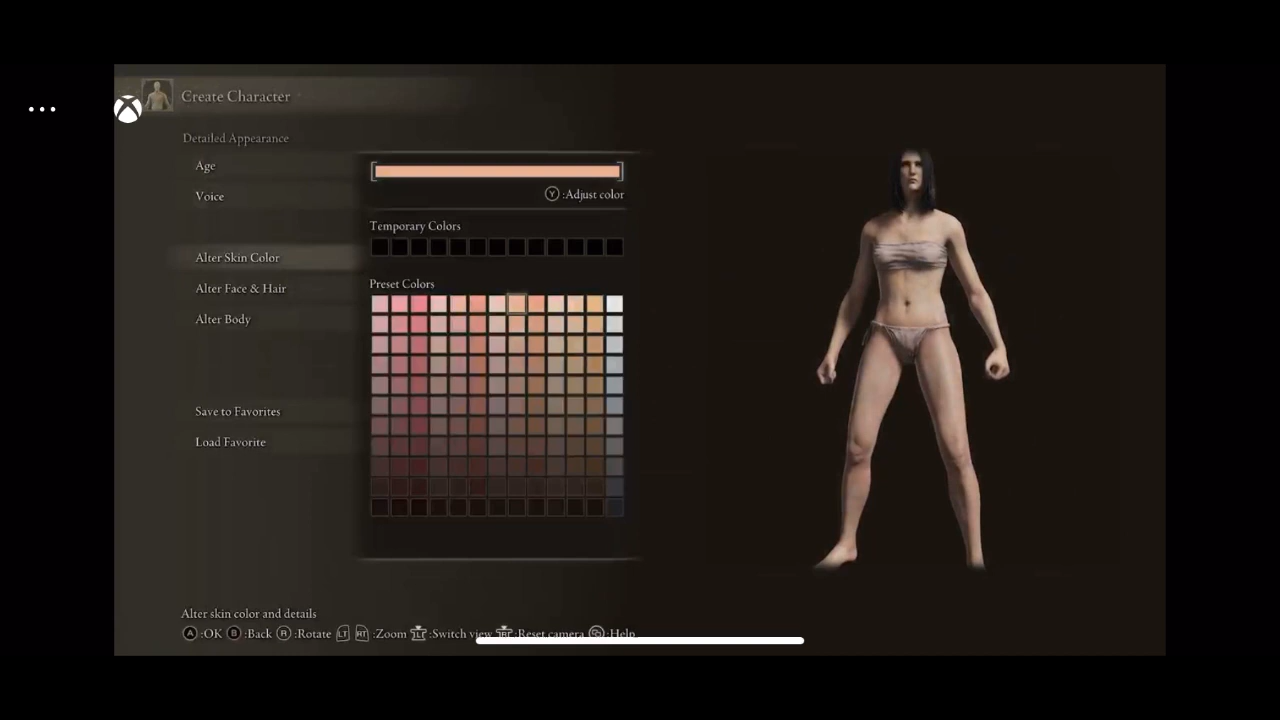 Create Character
Detailed Appearance
Age
Voice
Y :Adjust color
Temporary Colors
Alter Skin Color
Preset Colors
Alter Face & Hair
Alter Body
Save to Favorites
Load Favorite
Alter skin color and details
A :OK B :Back R :Rotate LT RT :Zoom :Switch view :Reset camera :Help